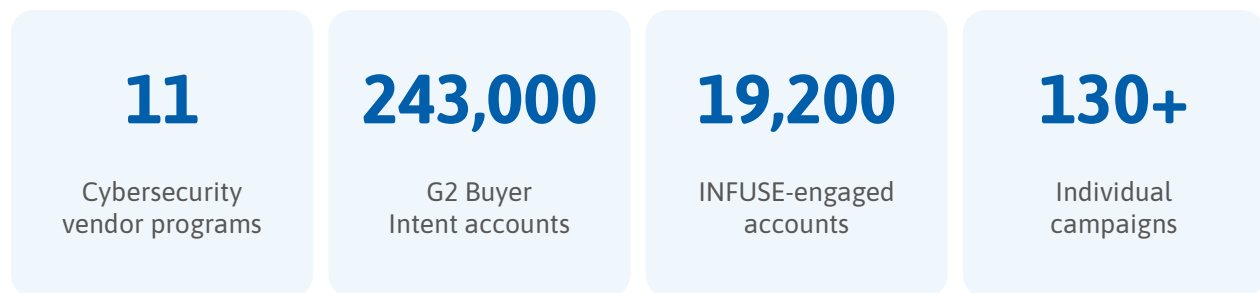 11
Cybersecurity
vendor programs
243,000
G2 Buyer
Intent accounts
19,200
INFUSE-engaged
accounts
130+
Individual
campaigns